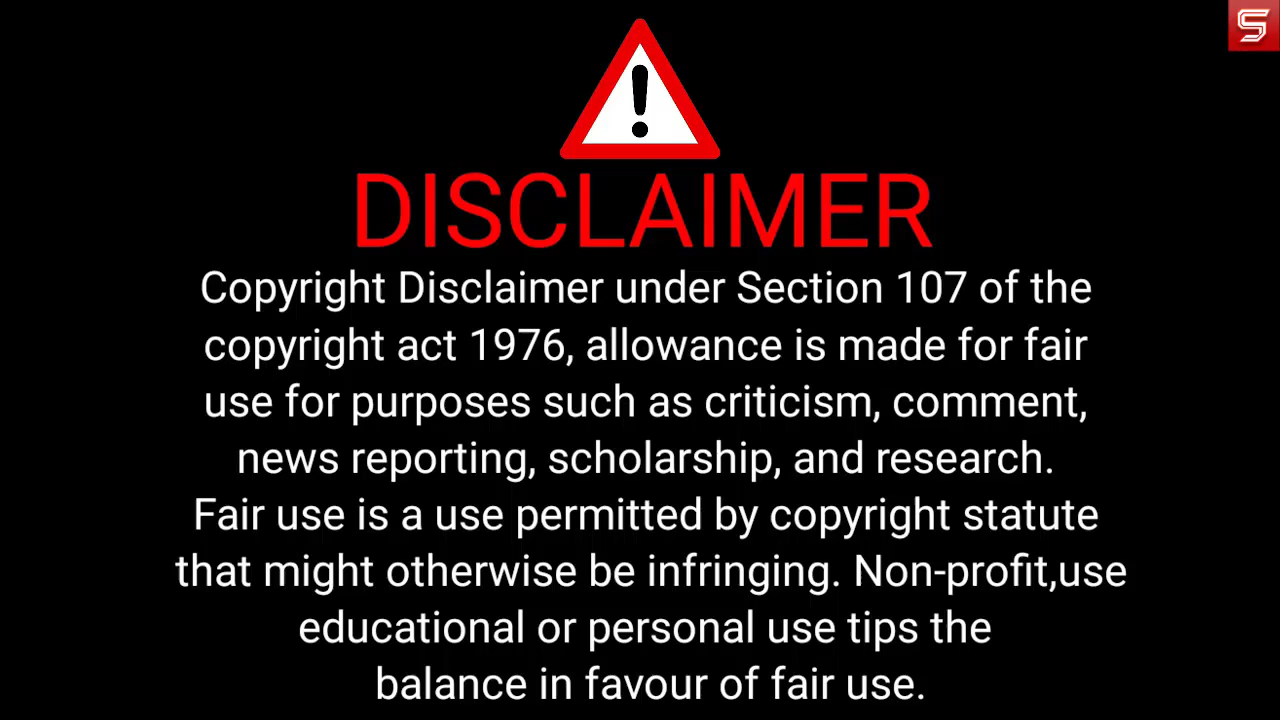 S
DISCLAIMER
Copyright Disclaimer under Section 107 of the
copyright act 1976, allowance is made for fair
use for purposes such as criticism, comment,
news reporting, scholarship, and research.
Fair use is a use permitted by copyright statute
that might otherwise be infringing. Non-profit,use
educational or personal use tips the
balance in favour of fair use.